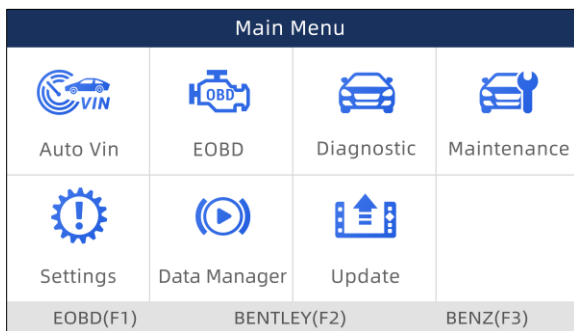 Main Menu
VIN
OBD
Auto Vin EOBD Diagnostic Maintenance
Settings Data Manager Update
EOBD(F1) BENTLEY(F2) BENZ(F3)